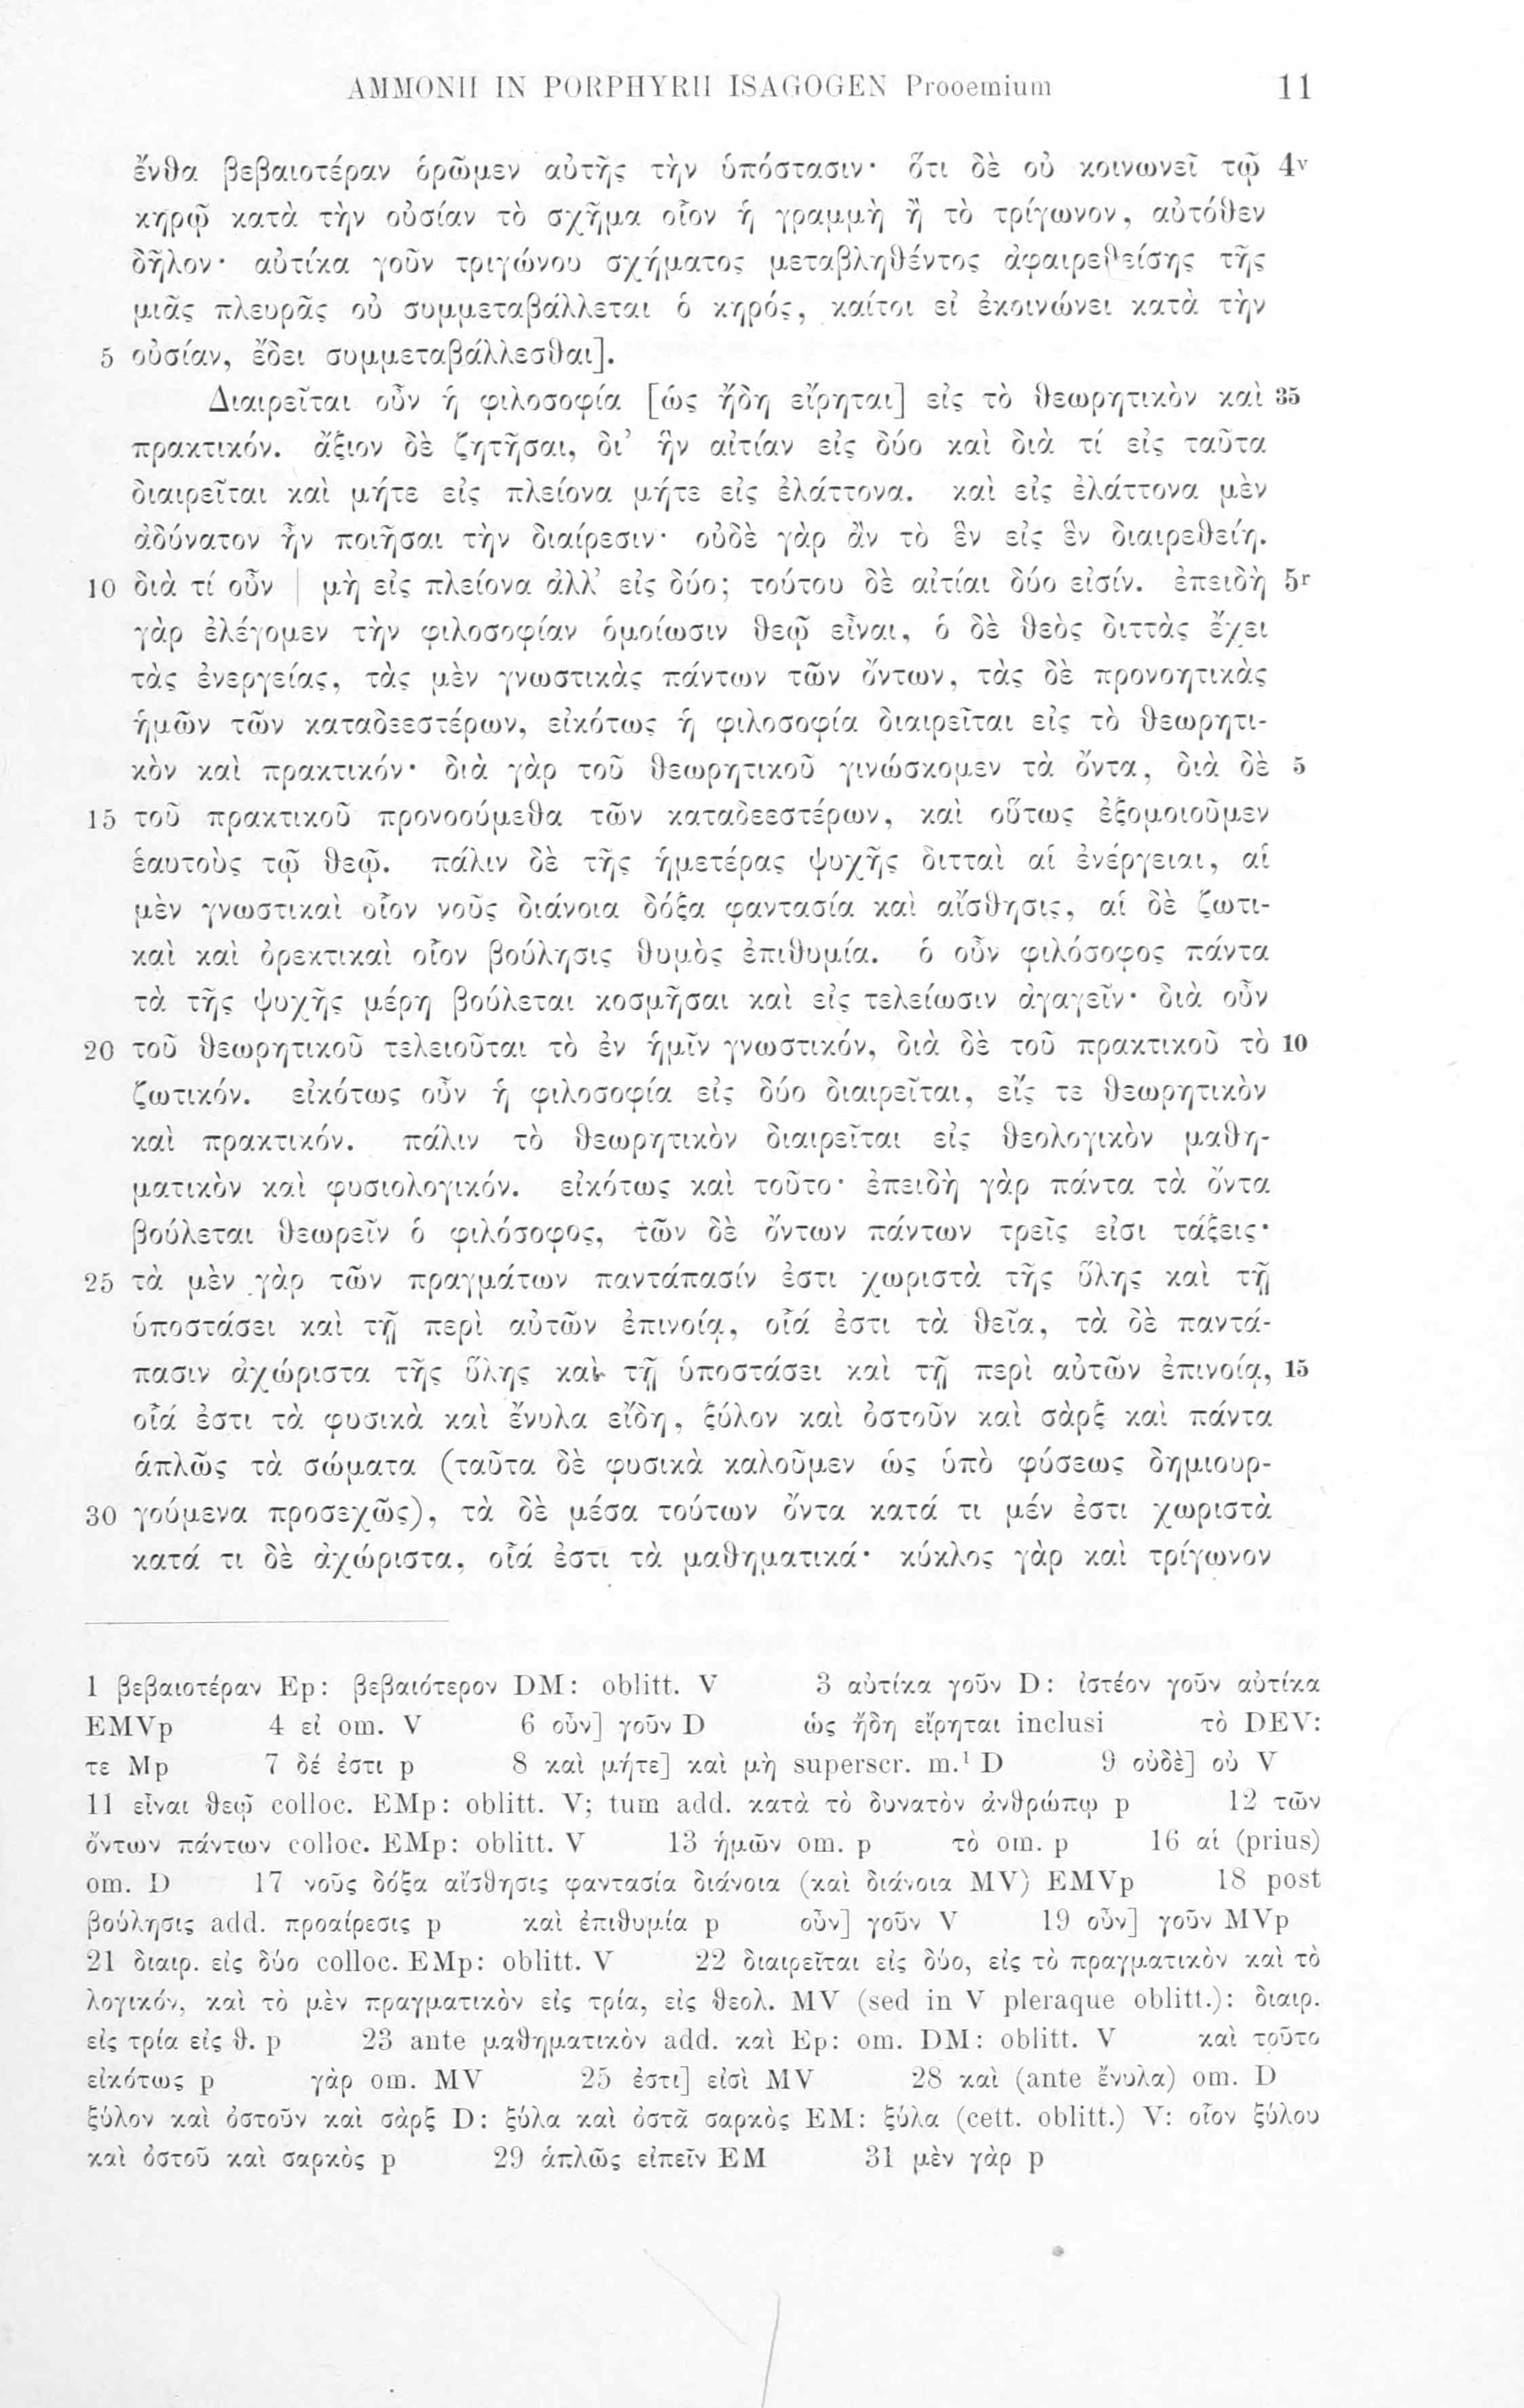 AMMONII IN PORPHYRII ISAGOGEN Prooemium 11
ἔνθα βεβαιοτέραν ὁρῶμεν αὐτῆς τὴν ὑπόστασιν· ὅτι δὲ οὐ κοινωνεῖ τῷ 4v
κηρῷ κατὰ τὴν οὐσίαν τὸ σχῆμα οἷον ἡ γραμμὴ ἢ τὸ τρίγωνον, αὐτόθεν
δῆλον· αὐτίκα γοῦν τριγώνου σχήματος μεταβληθέντος ἀφαιρεθείσης τῆς
μιᾶς πλευρᾶς οὐ συμμεταβάλλεται ὁ κηρός, καίτοι εἰ ἐκοινώνει κατὰ τὴν
5 οὐσίαν, ἔδει συμμεταβάλλεσθαι].
Διαιρεῖται οὖν ἡ φιλοσοφία [ὡς ἤδη εἴρηται] εἰς τὸ θεωρητικὸν καὶ 35
πρακτικόν. ἄξιον δὲ ζητῆσαι, δι’ ἣν αἰτίαν εἰς δύο καὶ διὰ τί εἰς ταῦτα
διαιρεῖται καὶ μήτε εἰς πλείονα μήτε εἰς ἐλάττονα. καὶ εἰς ἐλάττονα μὲν
ἀδύνατον ἦν ποιῆσαι τὴν διαίρεσιν· οὐδὲ γὰρ ἂν τὸ ἓν εἰς ἓν διαιρεθείη.
10 διὰ τί οὖν | μὴ εἰς πλείονα ἀλλ’ εἰς δύο; τούτου δὲ αἰτίαι δύο εἰσίν. ἐπειδὴ 5r
γὰρ ἐλέγομεν τὴν φιλοσοφίαν ὁμοίωσιν θεῷ εἶναι, ὁ δὲ θεὸς διττὰς ἔχει
τὰς ἐνεργείας, τὰς μὲν γνωστικὰς πάντων τῶν ὄντων, τὰς δὲ προνοητικὰς
ἡμῶν τῶν καταδεεστέρων, εἰκότως ἡ φιλοσοφία διαιρεῖται εἰς τὸ θεωρητι-
κὸν καὶ πρακτικόν· διὰ γὰρ τοῦ θεωρητικοῦ γινώσκομεν τὰ ὄντα, διὰ δὲ 5
15 τοῦ πρακτικοῦ προνοούμεθα τῶν καταδεεστέρων, καὶ οὕτως ἐξομοιοῦμεν
ἑαυτοὺς τῷ θεῷ. πάλιν δὲ τῆς ἡμετέρας ψυχῆς διτταὶ αἱ ἐνέργειαι, αἱ
μὲν γνωστικαὶ οἷον νοῦς διάνοια δόξα φαντασία καὶ αἴσθησις, αἱ δὲ ζωτι-
καὶ καὶ ὀρεκτικαὶ οἷον βούλησις θυμὸς ἐπιθυμία. ὁ οὖν φιλόσοφος πάντα
τὰ τῆς ψυχῆς μέρη βούλεται κοσμῆσαι καὶ εἰς τελείωσιν ἀγαγεῖν· διὰ οὖν
20 τοῦ θεωρητικοῦ τελειοῦται τὸ ἐν ἡμῖν γνωστικόν, διὰ δὲ τοῦ πρακτικοῦ τὸ 10
ζωτικόν. εἰκότως οὖν ἡ φιλοσοφία εἰς δύο διαιρεῖται, εἴς τε θεωρητικὸν
καὶ πρακτικόν. πάλιν τὸ θεωρητικὸν διαιρεῖται εἰς θεολογικὸν μαθη-
ματικὸν καὶ φυσιολογικόν. εἰκότως καὶ τοῦτο· ἐπειδὴ γὰρ πάντα τὰ ὄντα
βούλεται θεωρεῖν ὁ φιλόσοφος, τῶν δὲ ὄντων πάντων τρεῖς εἰσι τάξεις·
25 τὰ μὲν γὰρ τῶν πραγμάτων παντάπασίν ἐστι χωριστὰ τῆς ὕλης καὶ τῇ
ὑποστάσει καὶ τῇ περὶ αὐτῶν ἐπινοίᾳ, οἷά ἐστι τὰ θεῖα, τὰ δὲ παντά-
πασιν ἀχώριστα τῆς ὕλης καὶ τῇ ὑποστάσει καὶ τῇ περὶ αὐτῶν ἐπινοίᾳ, 15
οἷά ἐστι τὰ φυσικὰ καὶ ἔνυλα εἴδη, ξύλον καὶ ὀστοῦν καὶ σὰρξ καὶ πάντα
ἁπλῶς τὰ σώματα (ταῦτα δὲ φυσικὰ καλοῦμεν ὡς ὑπὸ φύσεως δημιουρ-
30 γούμενα προσεχῶς), τὰ δὲ μέσα τούτων ὄντα κατά τι μέν ἐστι χωριστὰ
κατά τι δὲ ἀχώριστα, οἷά ἐστι τὰ μαθηματικά· κύκλος γὰρ καὶ τρίγωνον
1 βεβαιοτέραν Ep: βεβαιότερον DM: oblitt. V 3 αὐτίκα γοῦν D: ἰστέον γοῦν αὐτίκα
EMVp 4 εἰ om. V 6 οὖν] γοῦν D ὡς ἤδη εἴρηται inclusi τὸ DEV:
τε Mp 7 δέ ἐστι p 8 καὶ μήτε] καὶ μὴ superscr. m.¹ D 9 οὐδὲ] οὐ V
11 εἶναι θεῷ colloc. EMp: oblitt. V; tum add. κατὰ τὸ δυνατὸν ἀνθρώπῳ p 12 τῶν
ὄντων πάντων colloc. EMp: oblitt. V 13 ἡμῶν om. p τὸ om. p 16 αἱ (prius)
om. D 17 νοῦς δόξα αἴσθησις φαντασία διάνοια (καὶ διάνοια MV) EMVp 18 post
βούλησις add. προαίρεσις p καὶ ἐπιθυμία p οὖν] γοῦν V 19 οὖν] γοῦν MVp
21 διαιρ. εἰς δύο colloc. EMp: oblitt. V 22 διαιρεῖται εἰς δύο, εἰς τὸ πραγματικὸν καὶ τὸ
λογικόν, καὶ τὸ μὲν πραγματικὸν εἰς τρία, εἰς θεολ. MV (sed in V pleraque oblitt.): διαιρ.
εἰς τρία εἰς θ. p 23 ante μαθηματικὸν add. καὶ Ep: om. DM: oblitt. V καὶ τοῦτο
εἰκότως p γὰρ om. MV 25 ἐστι] εἰσὶ MV 28 καὶ (ante ἔνυλα) om. D
ξύλον καὶ ὀστοῦν καὶ σὰρξ D: ξύλα καὶ ὀστᾶ σαρκὸς EM: ξύλα (cett. oblitt.) V: οἷον ξύλου
καὶ ὀστοῦ καὶ σαρκὸς p 29 ἁπλῶς εἰπεῖν EM 31 μὲν γὰρ p